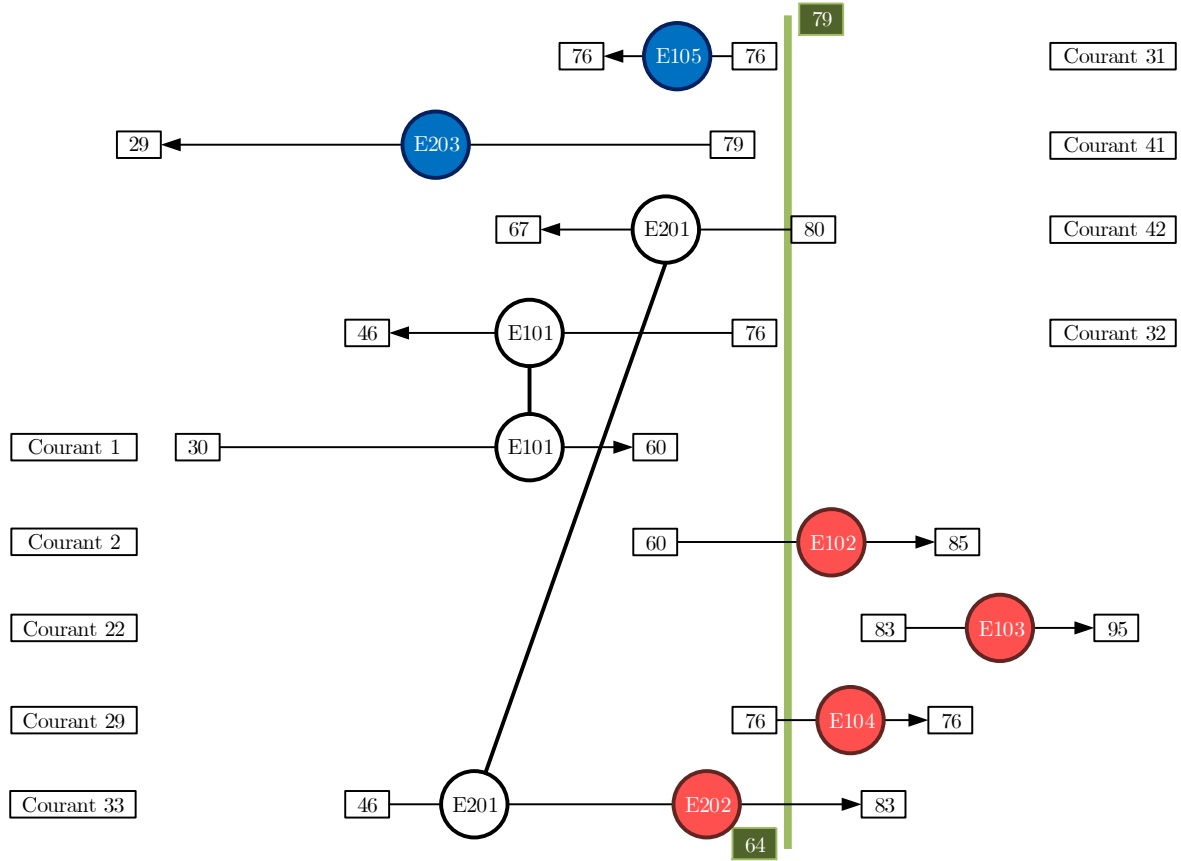 79
76 E105 76 Courant 31
29 E203 79 Courant 41
67 E201 80 Courant 42
46 E101 76 Courant 32
Courant 1 30 E101 60
Courant 2 60 E102 85
Courant 22 83 E103 95
Courant 29 76 E104 76
Courant 33 46 E201 E202 83
64